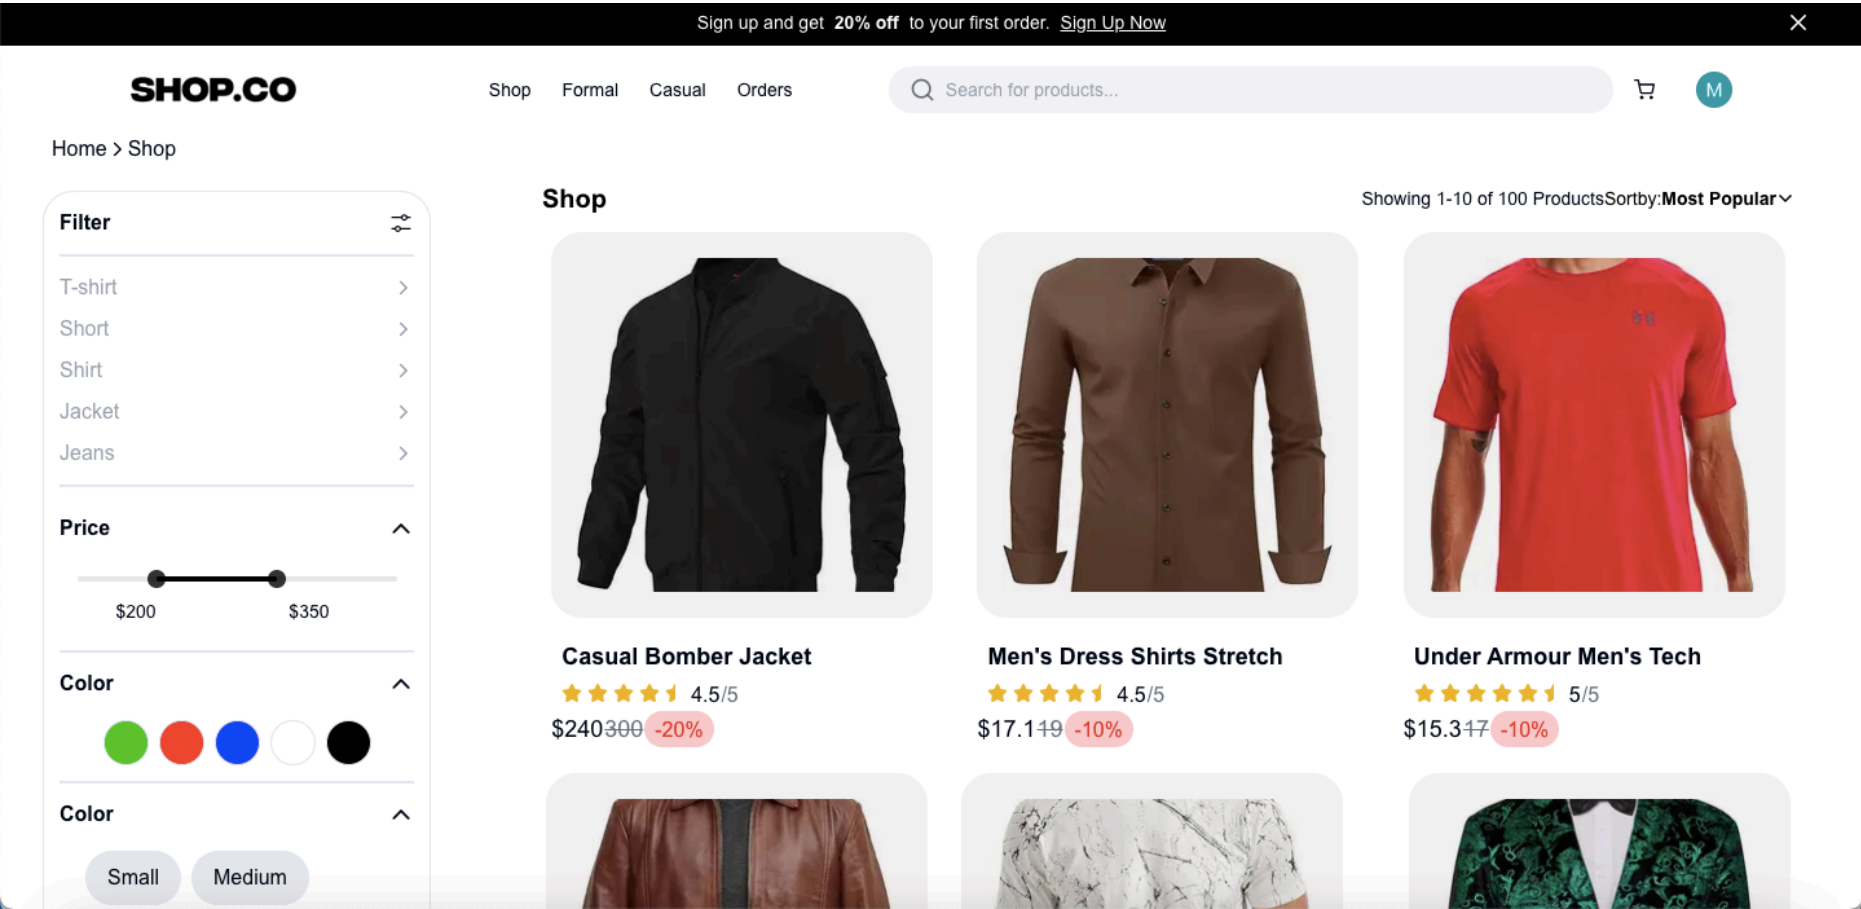 Sign up and get 20% off to your first order. Sign Up Now
SHOP.CO
Shop Formal Casual Orders
Search for products...
M
Home > Shop
Filter
T-shirt
Short
Shirt
Jacket
Jeans
Price
$200 $350
Color
Color
Small Medium
Shop
Showing 1-10 of 100 ProductsSortby:Most Popular
Casual Bomber Jacket
4.5/5
$240300 -20%
Men's Dress Shirts Stretch
4.5/5
$17.119 -10%
Under Armour Men's Tech
5/5
$15.317 -10%